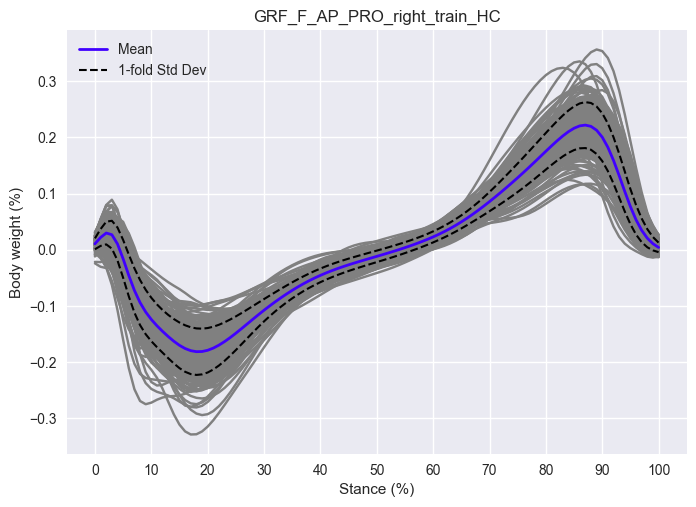 GRF_F_AP_PRO_right_train_HC
Mean
1-fold Std Dev
Body weight (%)
0.3
0.2
0.1
0.0
−0.1
−0.2
−0.3
0 10 20 30 40 50 60 70 80 90 100
Stance (%)